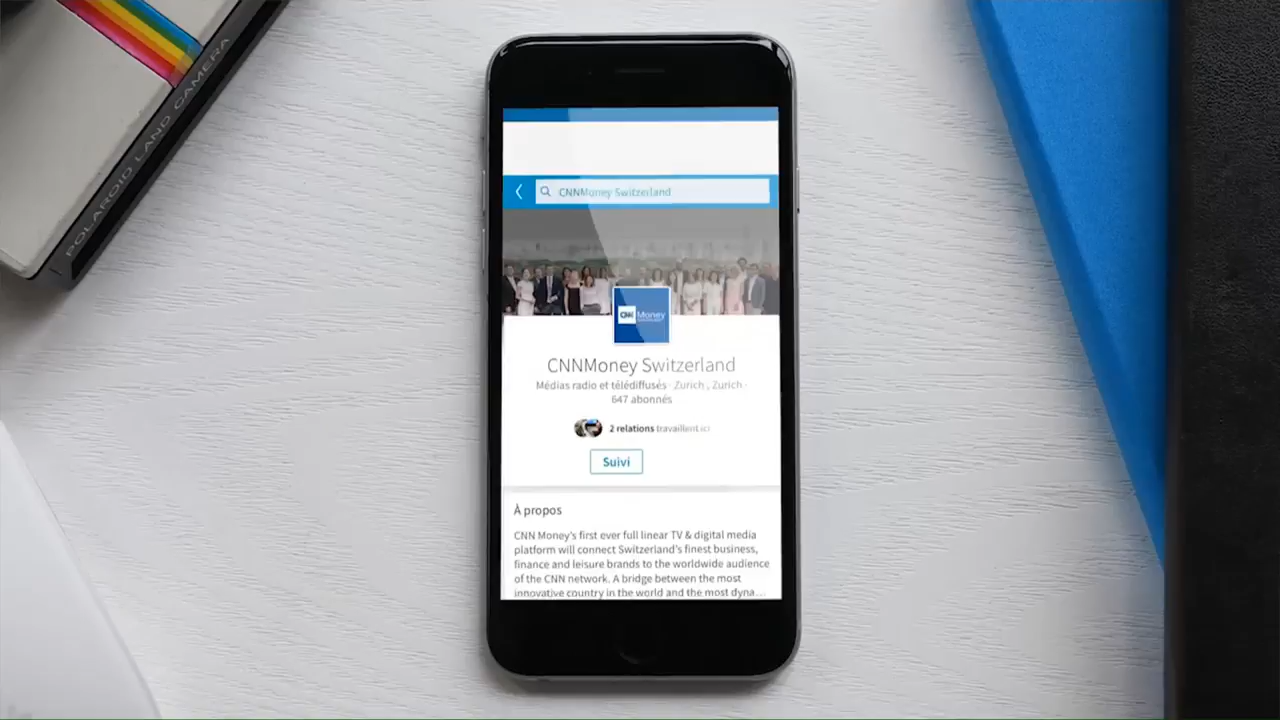 POLAROID LAND CAMERA
CNNMoney Switzerland
CNN Money
CNNMoney Switzerland
Médias radio et télédiffusés · Zurich , Zurich ·
647 abonnés
2 relations travaillent ici
Suivi
À propos
CNN Money's first ever full linear TV & digital media
platform will connect Switzerland's finest business,
finance and leisure brands to the worldwide audience
of the CNN network. A bridge between the most
innovative country in the world and the most dyna...